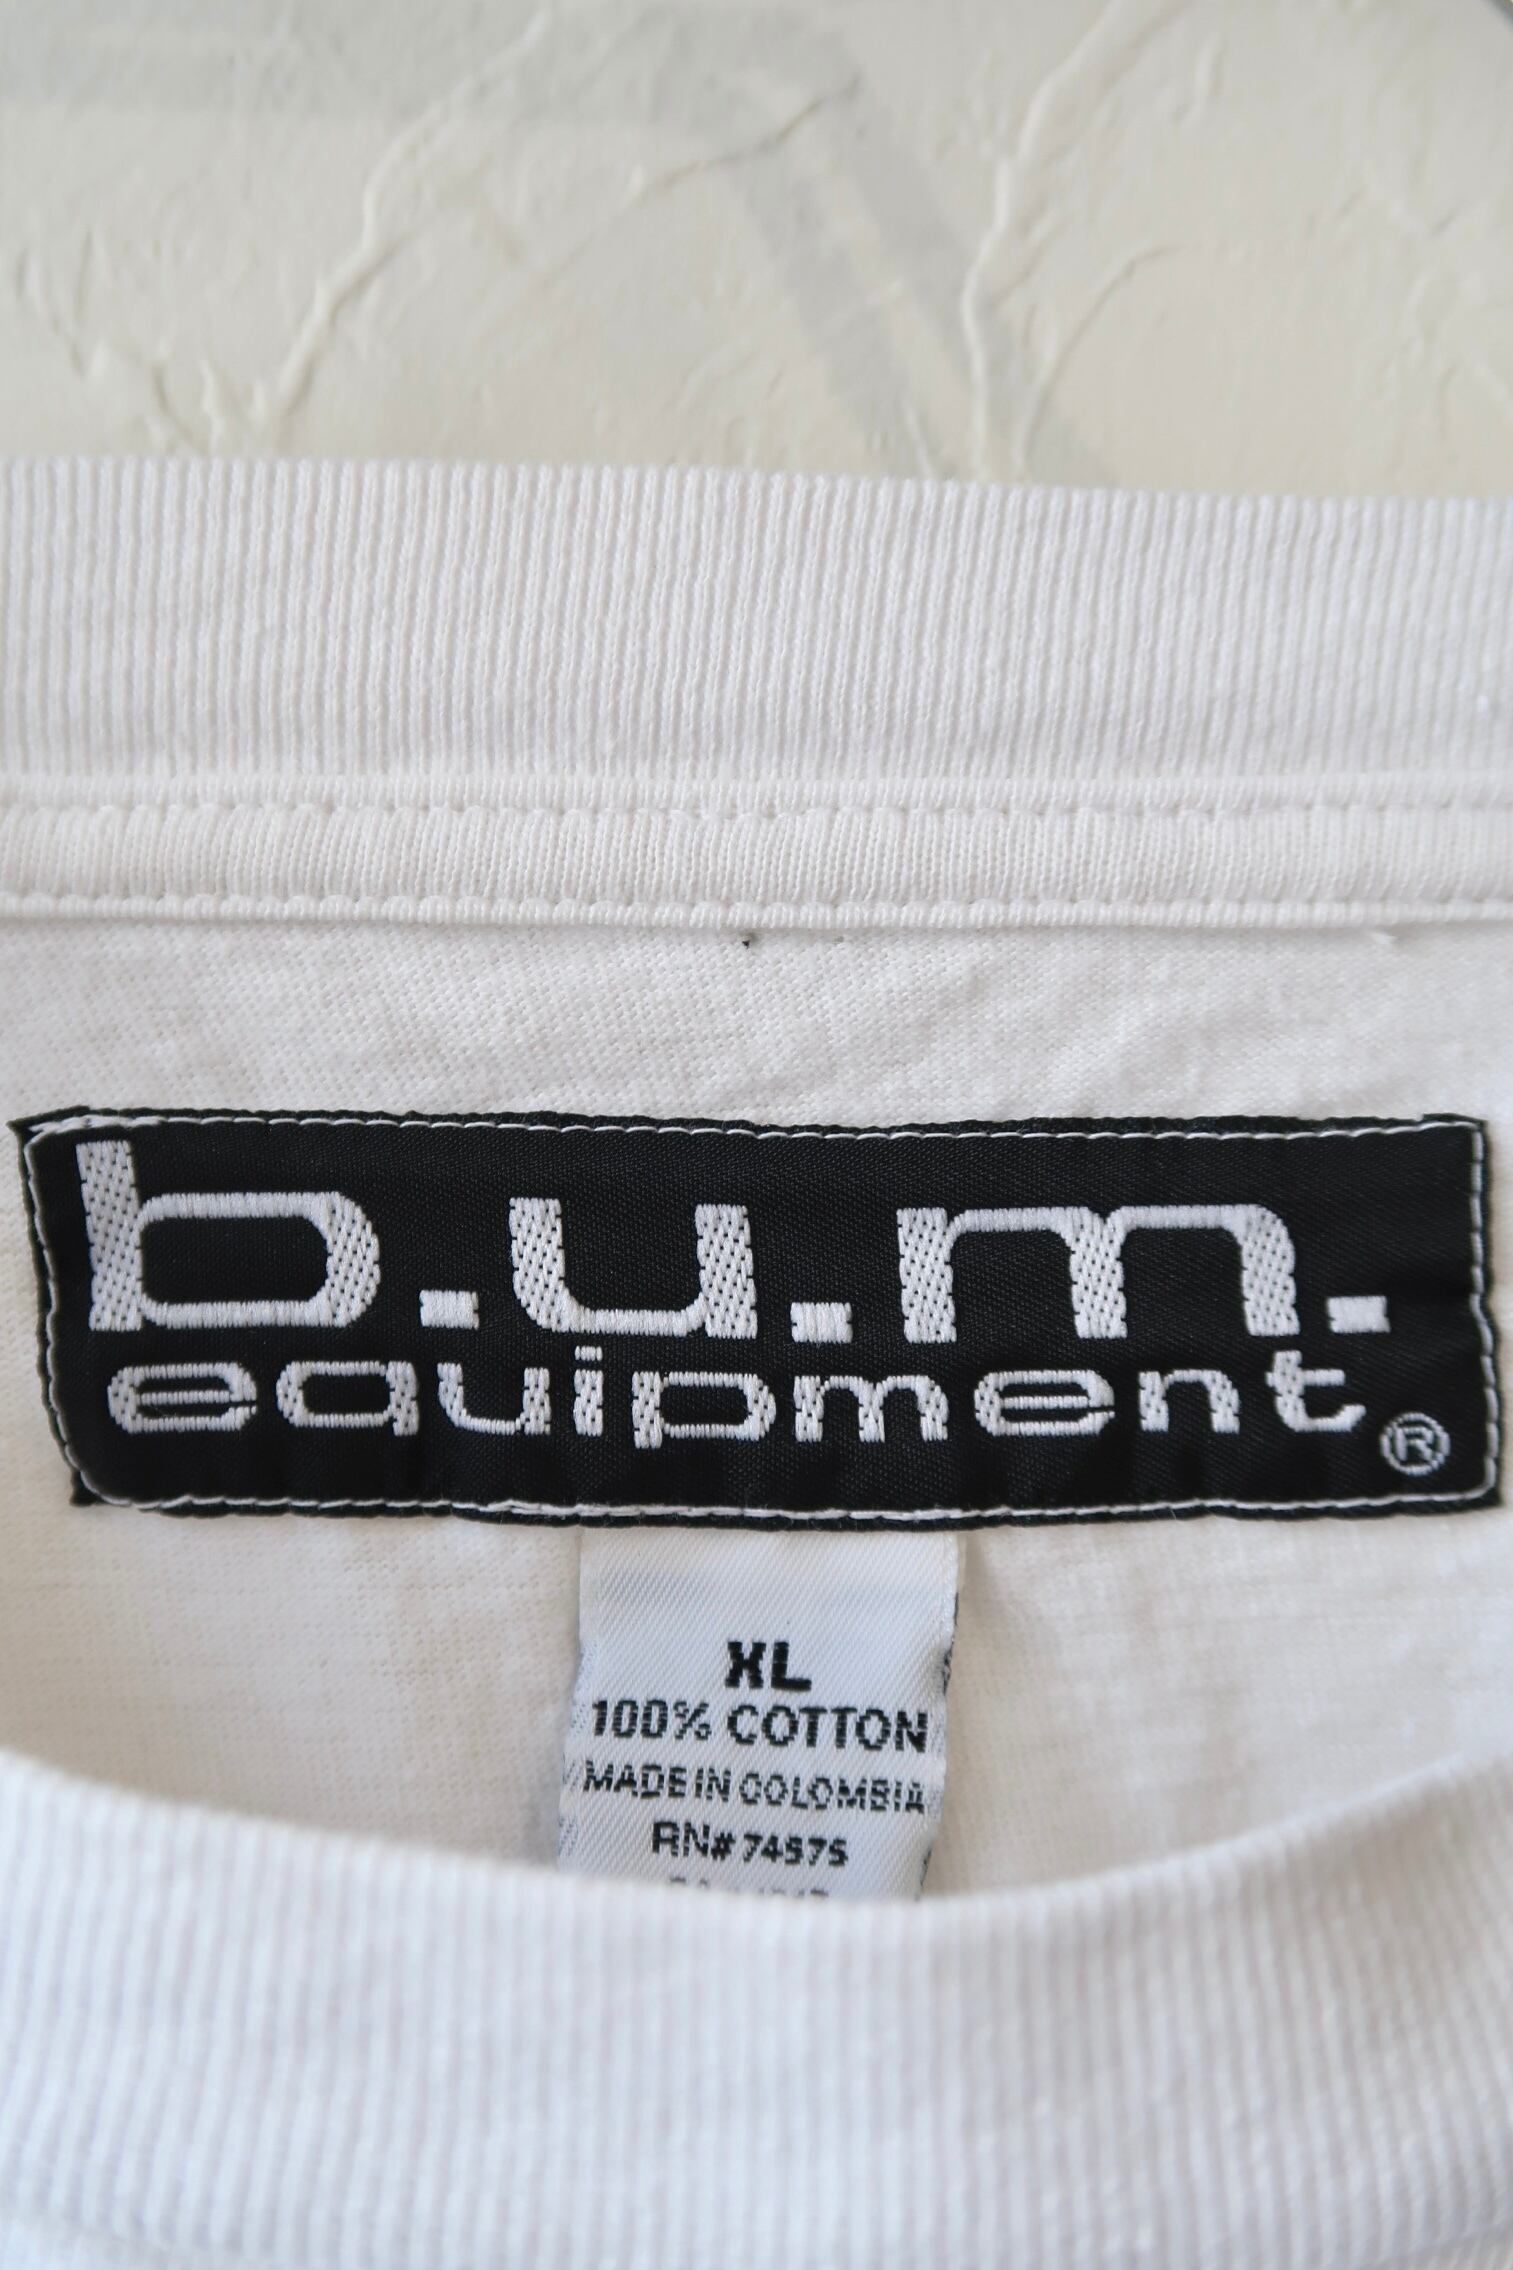 b.u.m.
equipment ®
XL
100% COTTON
MADE IN COLOMBIA
RN# 74575